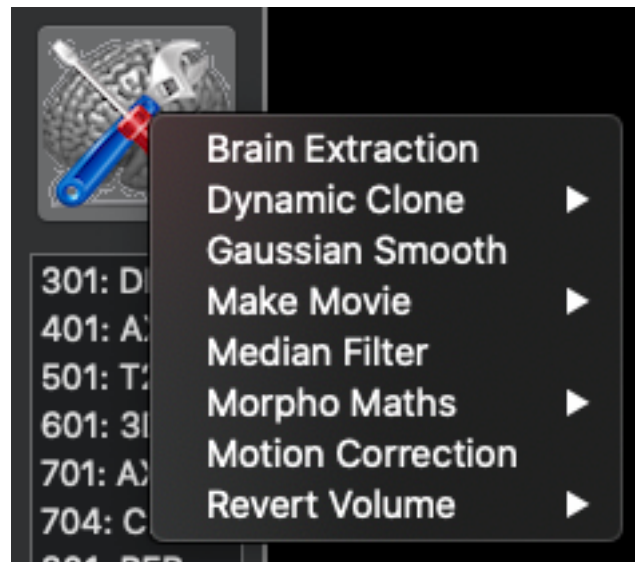 Brain Extraction
Dynamic Clone
Gaussian Smooth
Make Movie
Median Filter
Morpho Maths
Motion Correction
Revert Volume
301:
401:
501:
601:
701:
704: